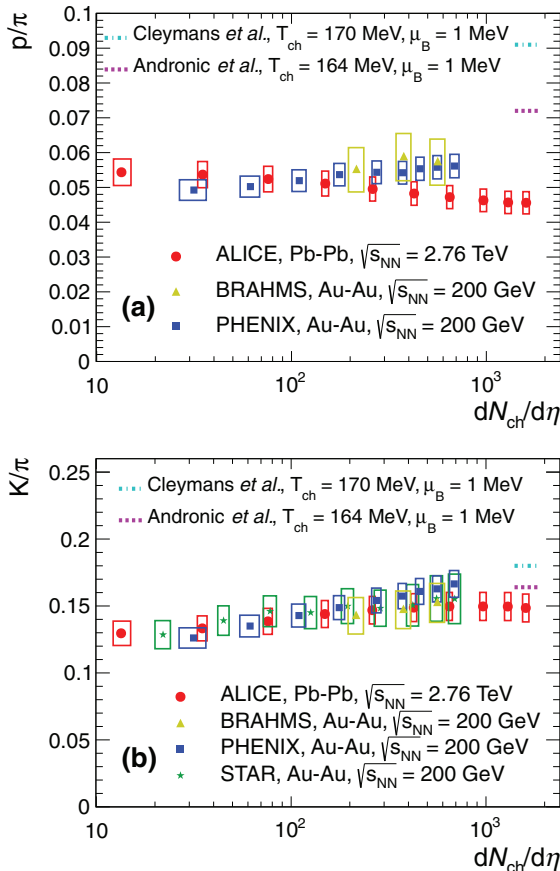 p/π
0.1
0.09
0.08
0.07
0.06
0.05
0.04
0.03
0.02
0.01
0
Cleymans et al., T_ch = 170 MeV, μ_B = 1 MeV
Andronic et al., T_ch = 164 MeV, μ_B = 1 MeV
ALICE, Pb-Pb, √s_NN = 2.76 TeV
BRAHMS, Au-Au, √s_NN = 200 GeV
PHENIX, Au-Au, √s_NN = 200 GeV
(a)
10 10² 10³
dN_ch/dη
K/π
0.25
0.2
0.15
0.1
0.05
0
Cleymans et al., T_ch = 170 MeV, μ_B = 1 MeV
Andronic et al., T_ch = 164 MeV, μ_B = 1 MeV
ALICE, Pb-Pb, √s_NN = 2.76 TeV
BRAHMS, Au-Au, √s_NN = 200 GeV
PHENIX, Au-Au, √s_NN = 200 GeV
STAR, Au-Au, √s_NN = 200 GeV
(b)
10 10² 10³
dN_ch/dη